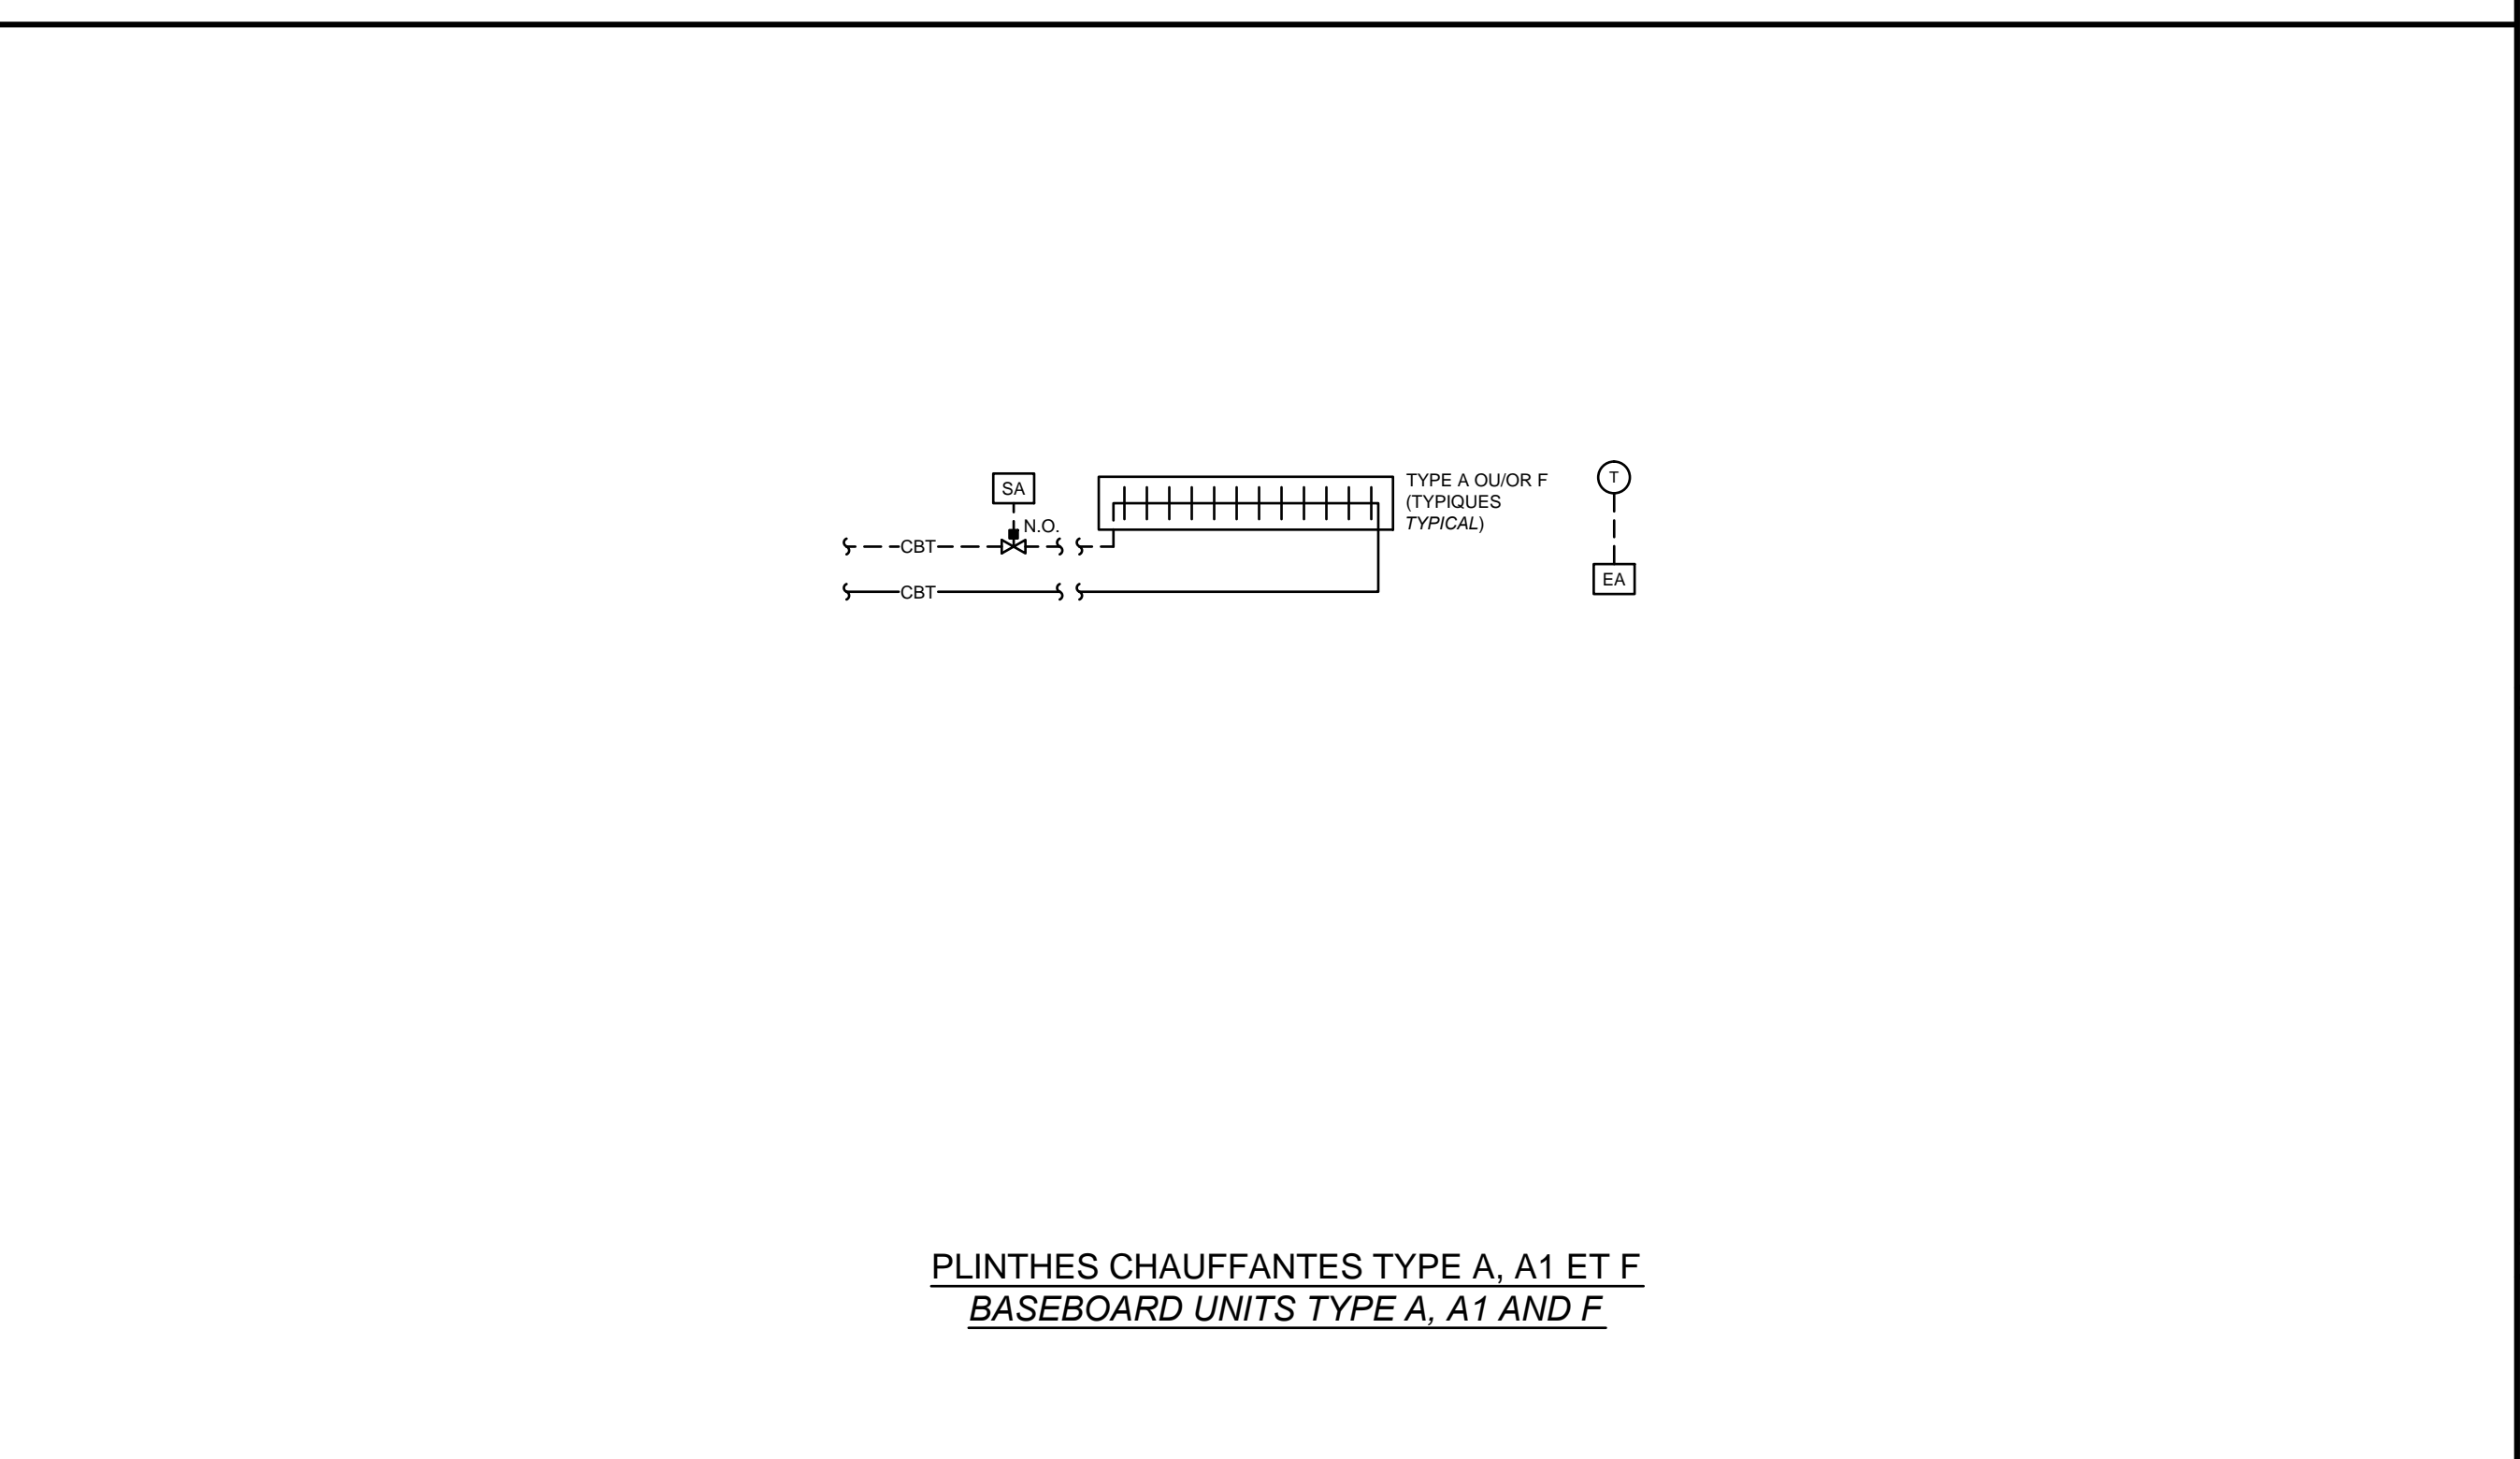 SA
N.O.
CBT
CBT
TYPE A OU/OR F
(TYPIQUES
TYPICAL)
T
EA
PLINTHES CHAUFFANTES TYPE A, A1 ET F
BASEBOARD UNITS TYPE A, A1 AND F